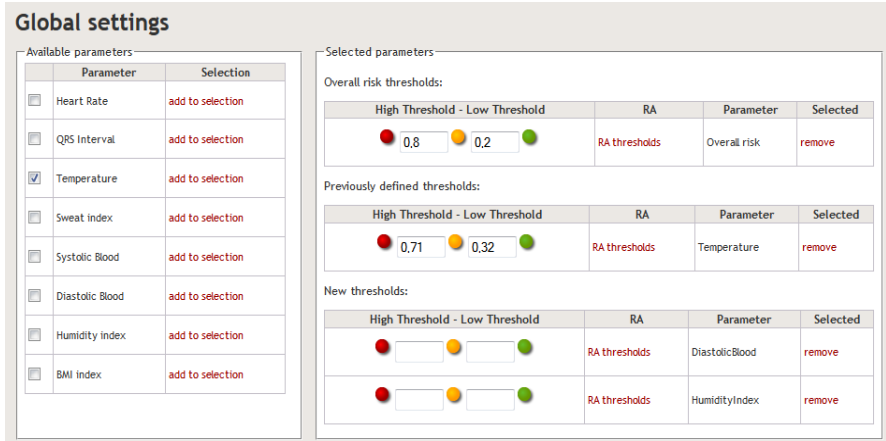 Global settings
Available parameters
Parameter Selection
Heart Rate add to selection
QRS Interval add to selection
Temperature add to selection
Sweat index add to selection
Systolic Blood add to selection
Diastolic Blood add to selection
Humidity index add to selection
BMI index add to selection
Selected parameters
Overall risk thresholds:
High Threshold - Low Threshold RA Parameter Selected
0,8 0,2 RA thresholds Overall risk remove
Previously defined thresholds:
High Threshold - Low Threshold RA Parameter Selected
0,71 0,32 RA thresholds Temperature remove
New thresholds:
High Threshold - Low Threshold RA Parameter Selected
RA thresholds DiastolicBlood remove
RA thresholds HumidityIndex remove